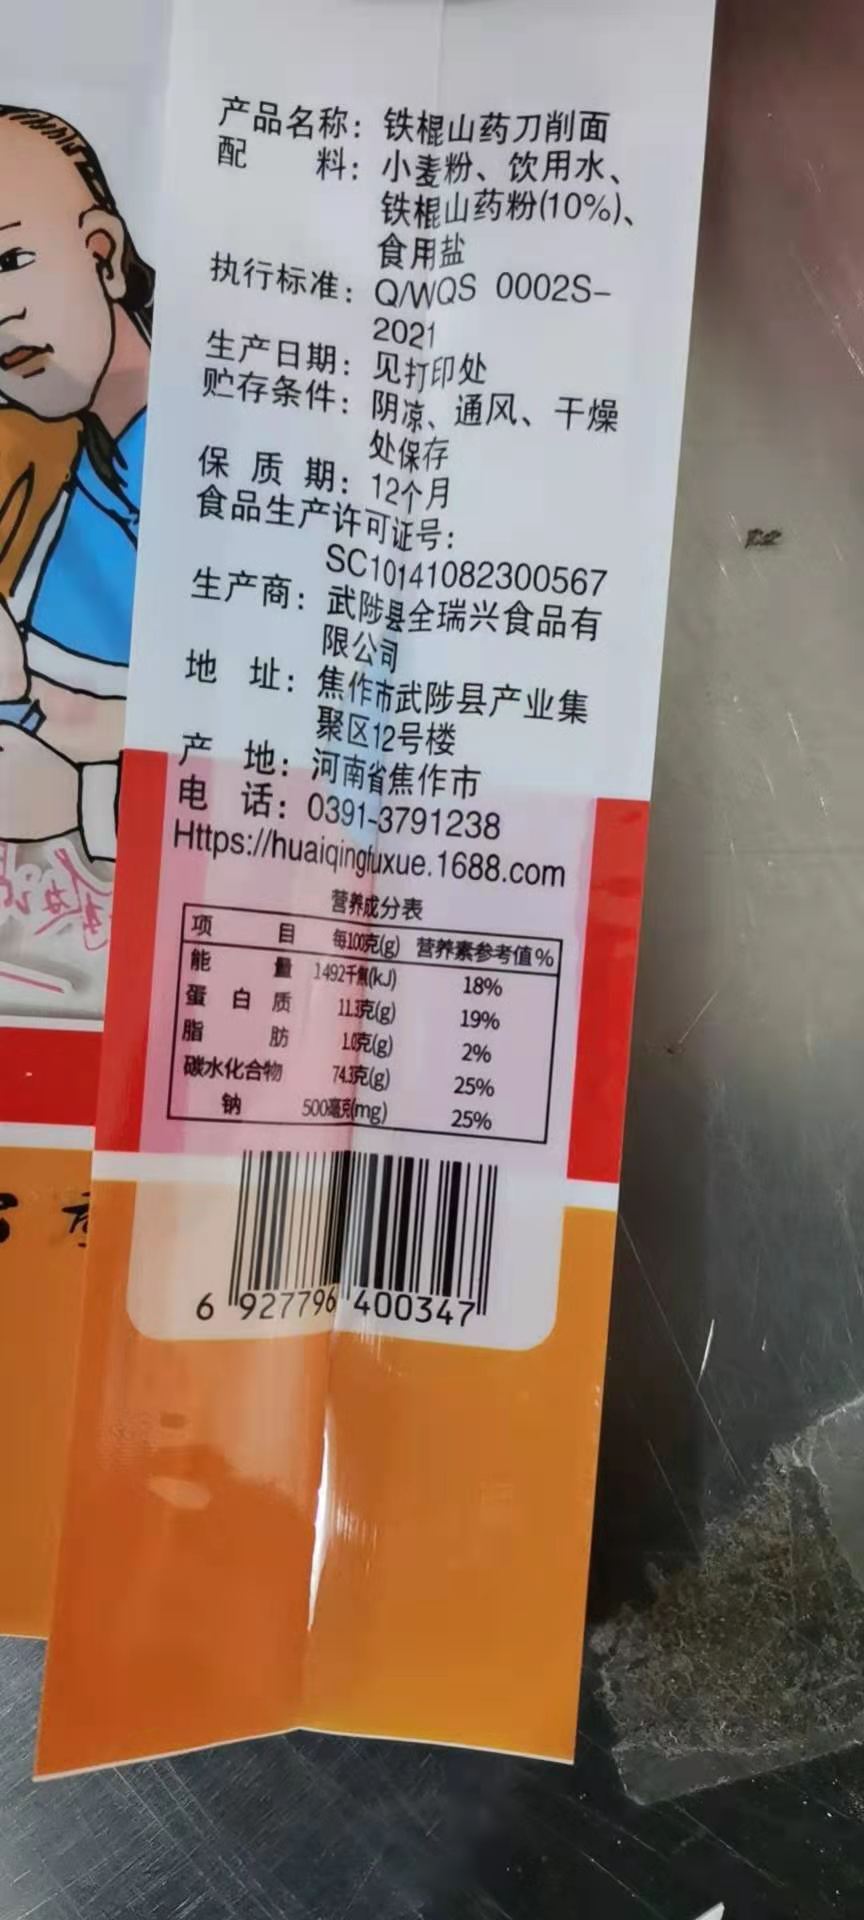 产品名称：铁棍山药刀削面
配 料：小麦粉、饮用水、
铁棍山药粉(10%)、
食用盐
执行标准：Q/WQS 0002S-
2021
生产日期：见打印处
贮存条件：阴凉、通风、干燥
处保存
保质期：12个月
食品生产许可证号：
SC10141082300567
生产商：武陟县全瑞兴食品有
限公司
地 址：焦作市武陟县产业集
聚区12号楼
产 地：河南省焦作市
电 话：0391-3791238
Https://huaiqingfuxue.1688.com
营养成分表
项 目 每100克(g) 营养素参考值%
能 量 1492千焦(kJ) 18%
蛋白质 11.3克(g) 19%
脂 肪 1.0克(g) 2%
碳水化合物 74.3克(g) 25%
钠 500毫克(mg) 25%
6 927796 400347